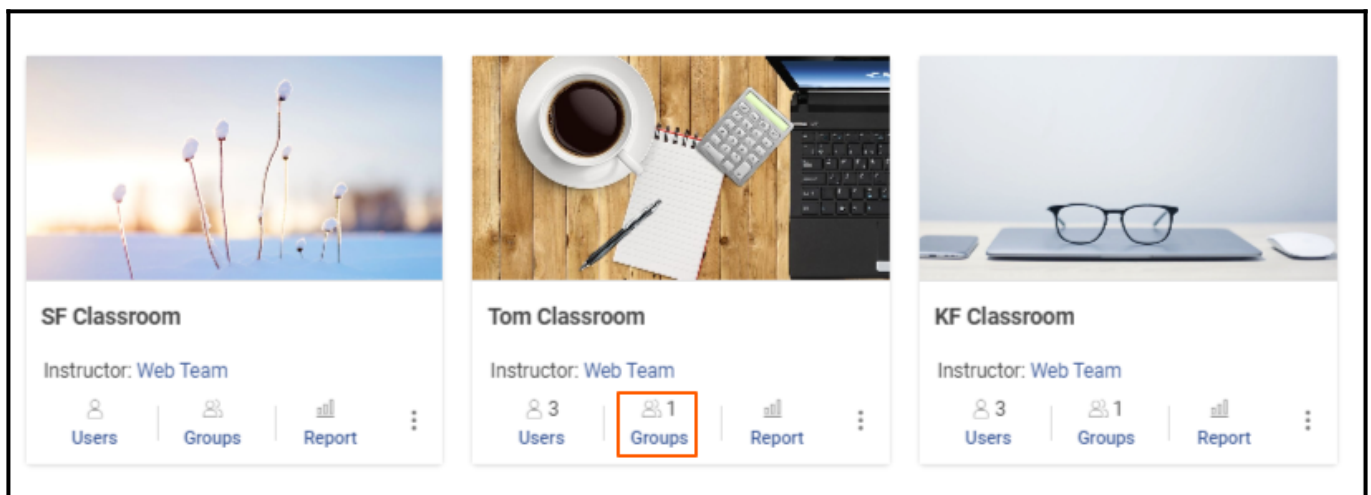 SF Classroom
Instructor: Web Team
Users
Groups
Report
Tom Classroom
Instructor: Web Team
3
Users
1
Groups
Report
KF Classroom
Instructor: Web Team
3
Users
1
Groups
Report